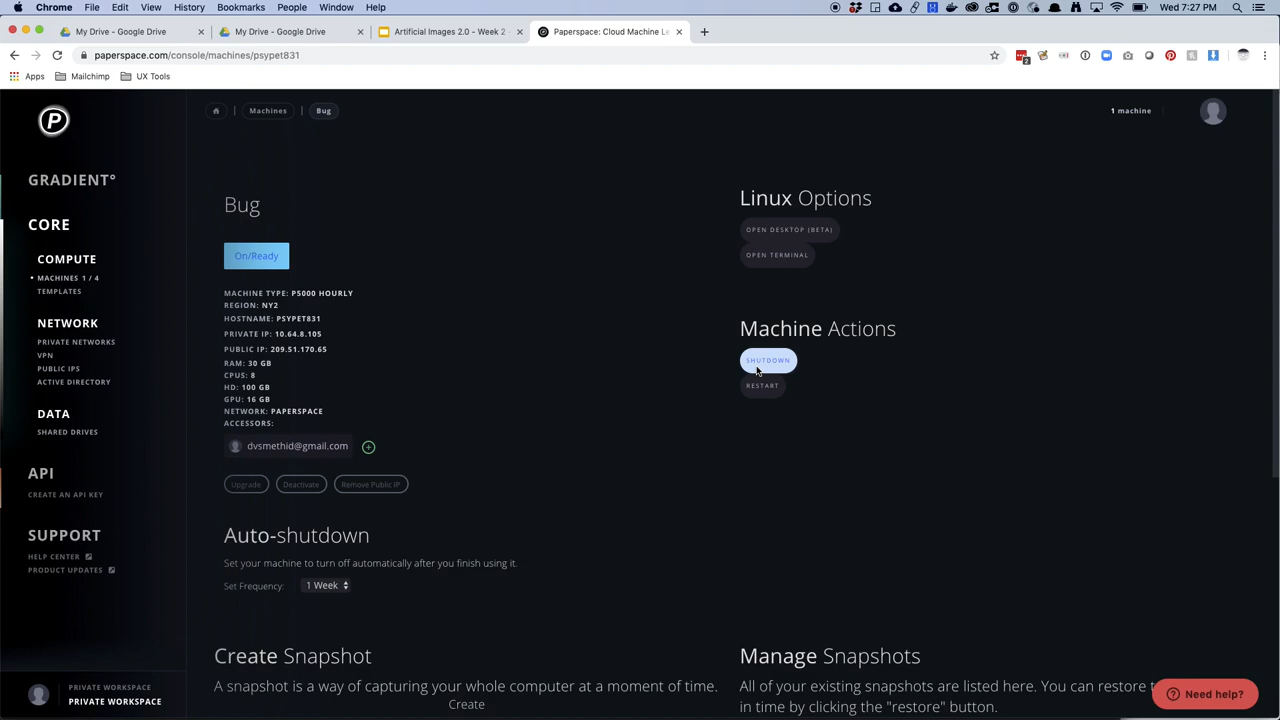 Chrome File Edit View History Bookmarks People Window Help Wed 7:27 PM
My Drive - Google Drive My Drive - Google Drive Artificial Images 2.0 - Week 2 Paperspace: Cloud Machine Le
paperspace.com/console/machines/psypet831 2
Apps Mailchimp UX Tools
P
Machines | Bug 1 machine
GRADIENT°
CORE
COMPUTE
MACHINES 1 / 4
TEMPLATES
NETWORK
PRIVATE NETWORKS
VPN
PUBLIC IPS
ACTIVE DIRECTORY
DATA
SHARED DRIVES
API
CREATE AN API KEY
SUPPORT
HELP CENTER
PRODUCT UPDATES
PRIVATE WORKSPACE
PRIVATE WORKSPACE
Bug
On/Ready
MACHINE TYPE: P5000 HOURLY
REGION: NY2
HOSTNAME: PSYPET831
PRIVATE IP: 10.64.8.105
PUBLIC IP: 209.51.170.65
RAM: 30 GB
CPUS: 8
HD: 100 GB
GPU: 16 GB
NETWORK: PAPERSPACE
ACCESSORS:
dvsmethid@gmail.com
Upgrade Deactivate Remove Public IP
Auto-shutdown
Set your machine to turn off automatically after you finish using it.
Set Frequency: 1 Week
Create Snapshot
A snapshot is a way of capturing your whole computer at a moment of time.
Create
Linux Options
OPEN DESKTOP (BETA)
OPEN TERMINAL
Machine Actions
SHUTDOWN
RESTART
Manage Snapshots
All of your existing snapshots are listed here. You can restore t
in time by clicking the "restore" button.
Need help?